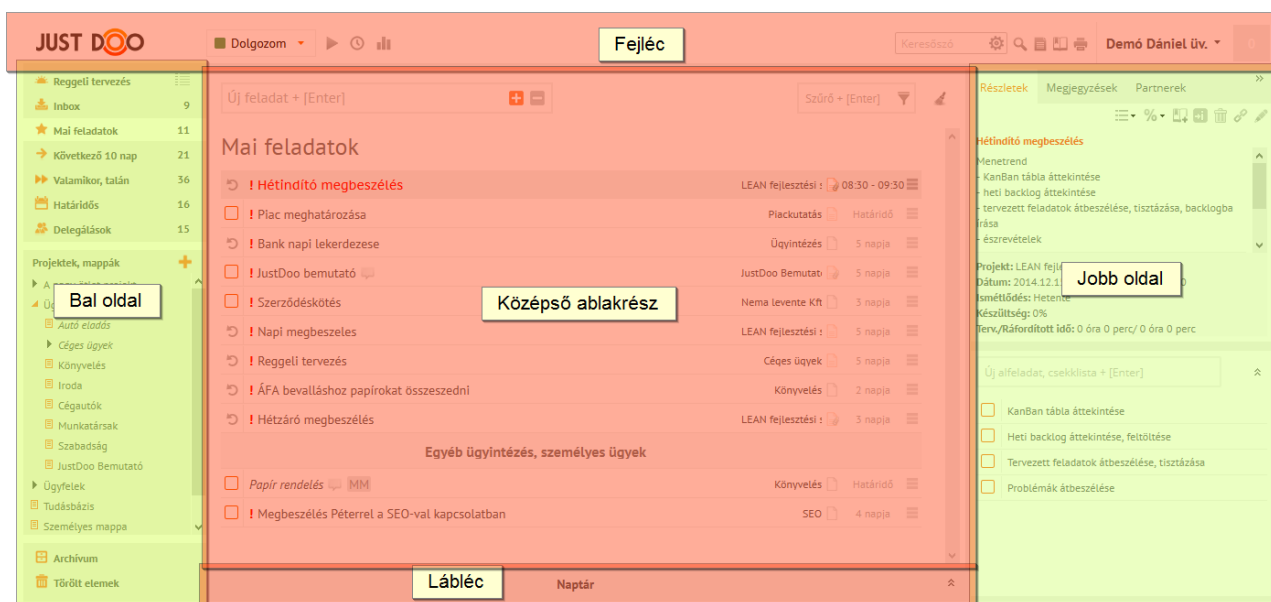 JUST DOO
Dolgozom
Fejléc
Keresőszó
Demó Dániel üv.
0
Reggeli tervezés
Inbox 9
Mai feladatok 11
Következő 10 nap 21
Valamikor, talán 36
Határidős 16
Delegálások 15
Projektek, mappák
Bal oldal
Autó eladás
Céges ügyek
Könyvelés
Iroda
Cégautók
Munkatársak
Szabadság
JustDoo Bemutató
Ügyfelek
Tudásbázis
Személyes mappa
Archívum
Törölt elemek
Új feladat + [Enter]
Szűrő + [Enter]
Mai feladatok
! Hétindító megbeszélés LEAN fejlesztési : 08:30 - 09:30
! Piac meghatározása Piackutatás Határidő
! Bank napi lekerdezese Ügyintézés 5 napja
! JustDoo bemutató JustDoo Bemutató 5 napja
! Szerződéskötés Nema levente Kft 3 napja
Középső ablakrész
! Napi megbeszeles LEAN fejlesztési : 5 napja
! Reggeli tervezés Céges ügyek 5 napja
! ÁFA bevalláshoz papírokat összeszedni Könyvelés 2 napja
! Hétzáró megbeszélés LEAN fejlesztési : 3 napja
Egyéb ügyintézés, személyes ügyek
Papír rendelés MM Könyvelés Határidő
! Megbeszélés Péterrel a SEO-val kapcsolatban SEO 4 napja
Lábléc
Naptár
Részletek Megjegyzések Partnerek
Hétindító megbeszélés
Menetrend
- KanBan tábla áttekintése
- heti backlog áttekintése
- tervezett feladatok átbeszélése, tisztázása, backlogba
írása
- észrevételek
Projekt: LEAN
Dátum: 2014.12.1
Ismétlődés: Hetente
Készültség: 0%
Terv./Ráfordított idő: 0 óra 0 perc/ 0 óra 0 perc
Jobb oldal
Új alfeladat, csekklista + [Enter]
KanBan tábla áttekintése
Heti backlog áttekintése, feltöltése
Tervezett feladatok átbeszélése, tisztázása
Problémák átbeszélése